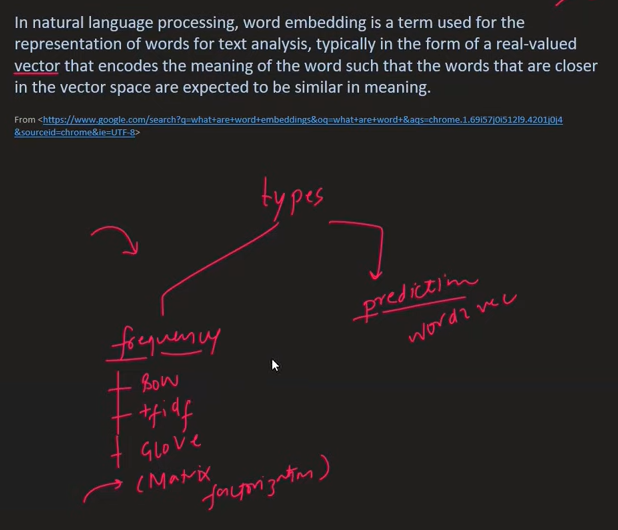 In natural language processing, word embedding is a term used for the
representation of words for text analysis, typically in the form of a real-valued
vector that encodes the meaning of the word such that the words that are closer
in the vector space are expected to be similar in meaning.
From <https://www.google.com/search?q=what+are+word+embeddings&oq=what+are+word+&aqs=chrome.1.69i57j0i512l9.4201j0j4
&sourceid=chrome&ie=UTF-8>
types
prediction
word2vec
frequency
BOW
tfidf
GloVe
(Matrix
factorization)